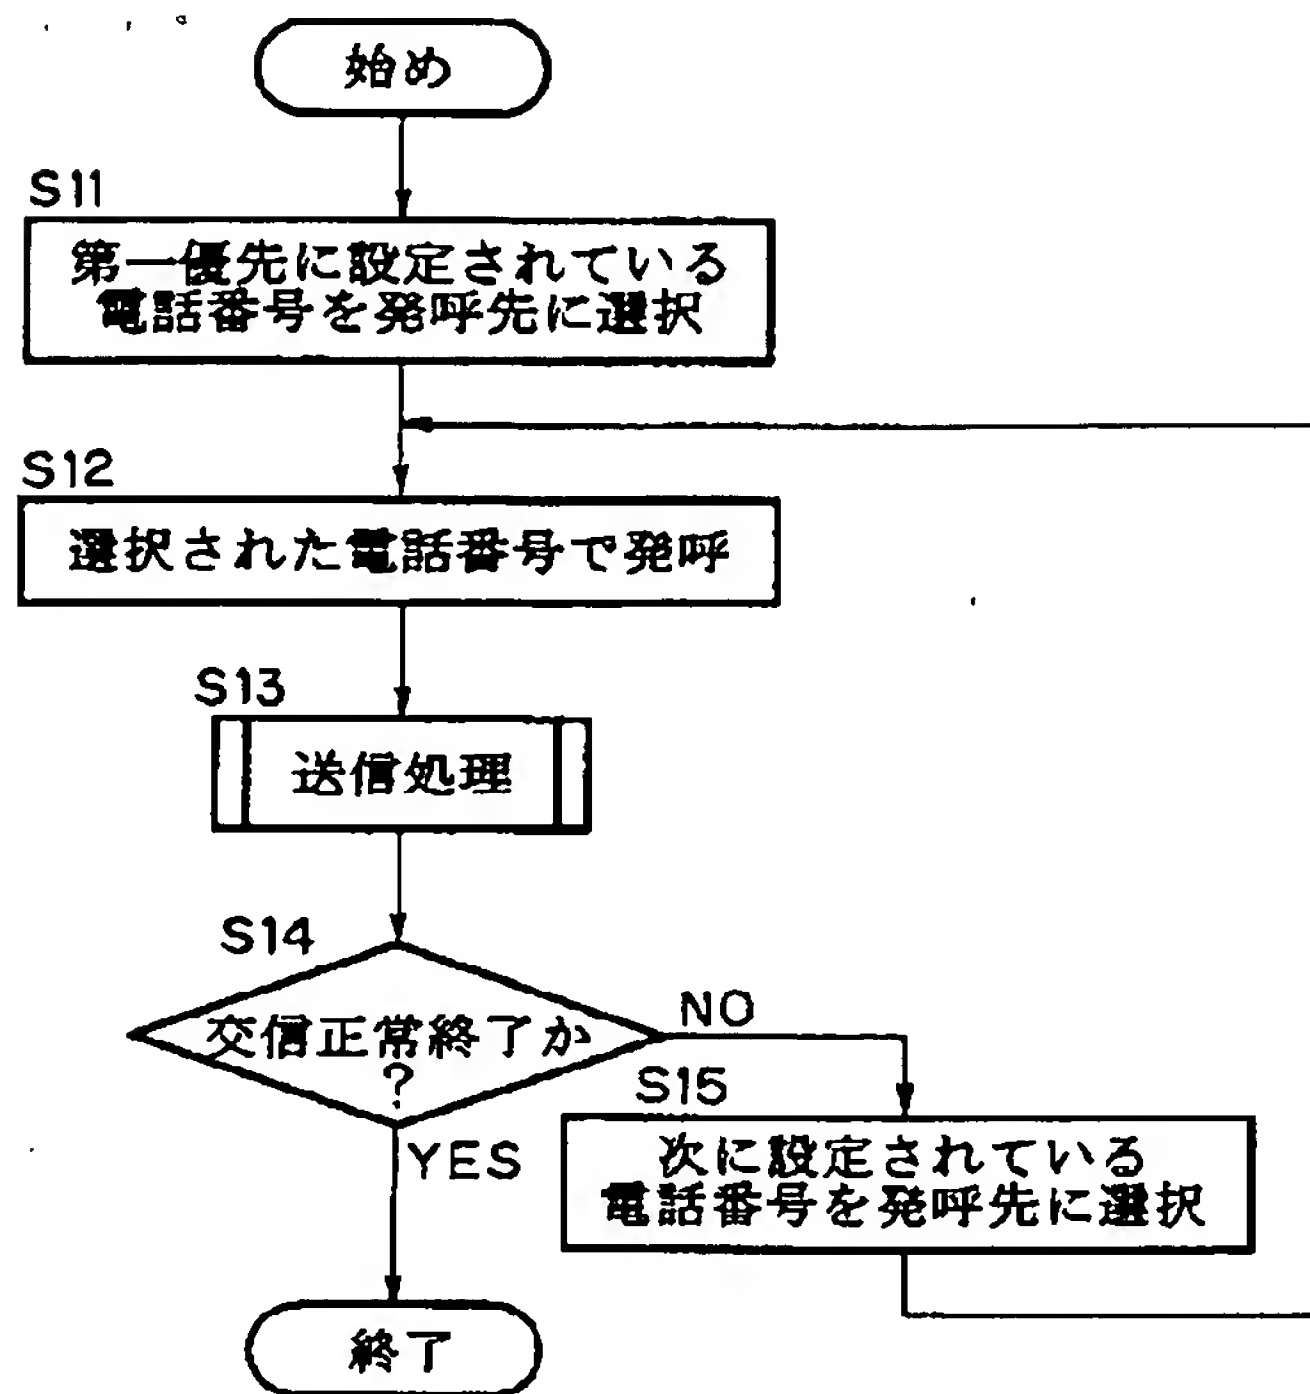 始め
S11
第一優先に設定されている
電話番号を発呼先に選択
S12
選択された電話番号で発呼
S13
送信処理
S14
交信正常終了か
?
NO
YES
S15
次に設定されている
電話番号を発呼先に選択
終了